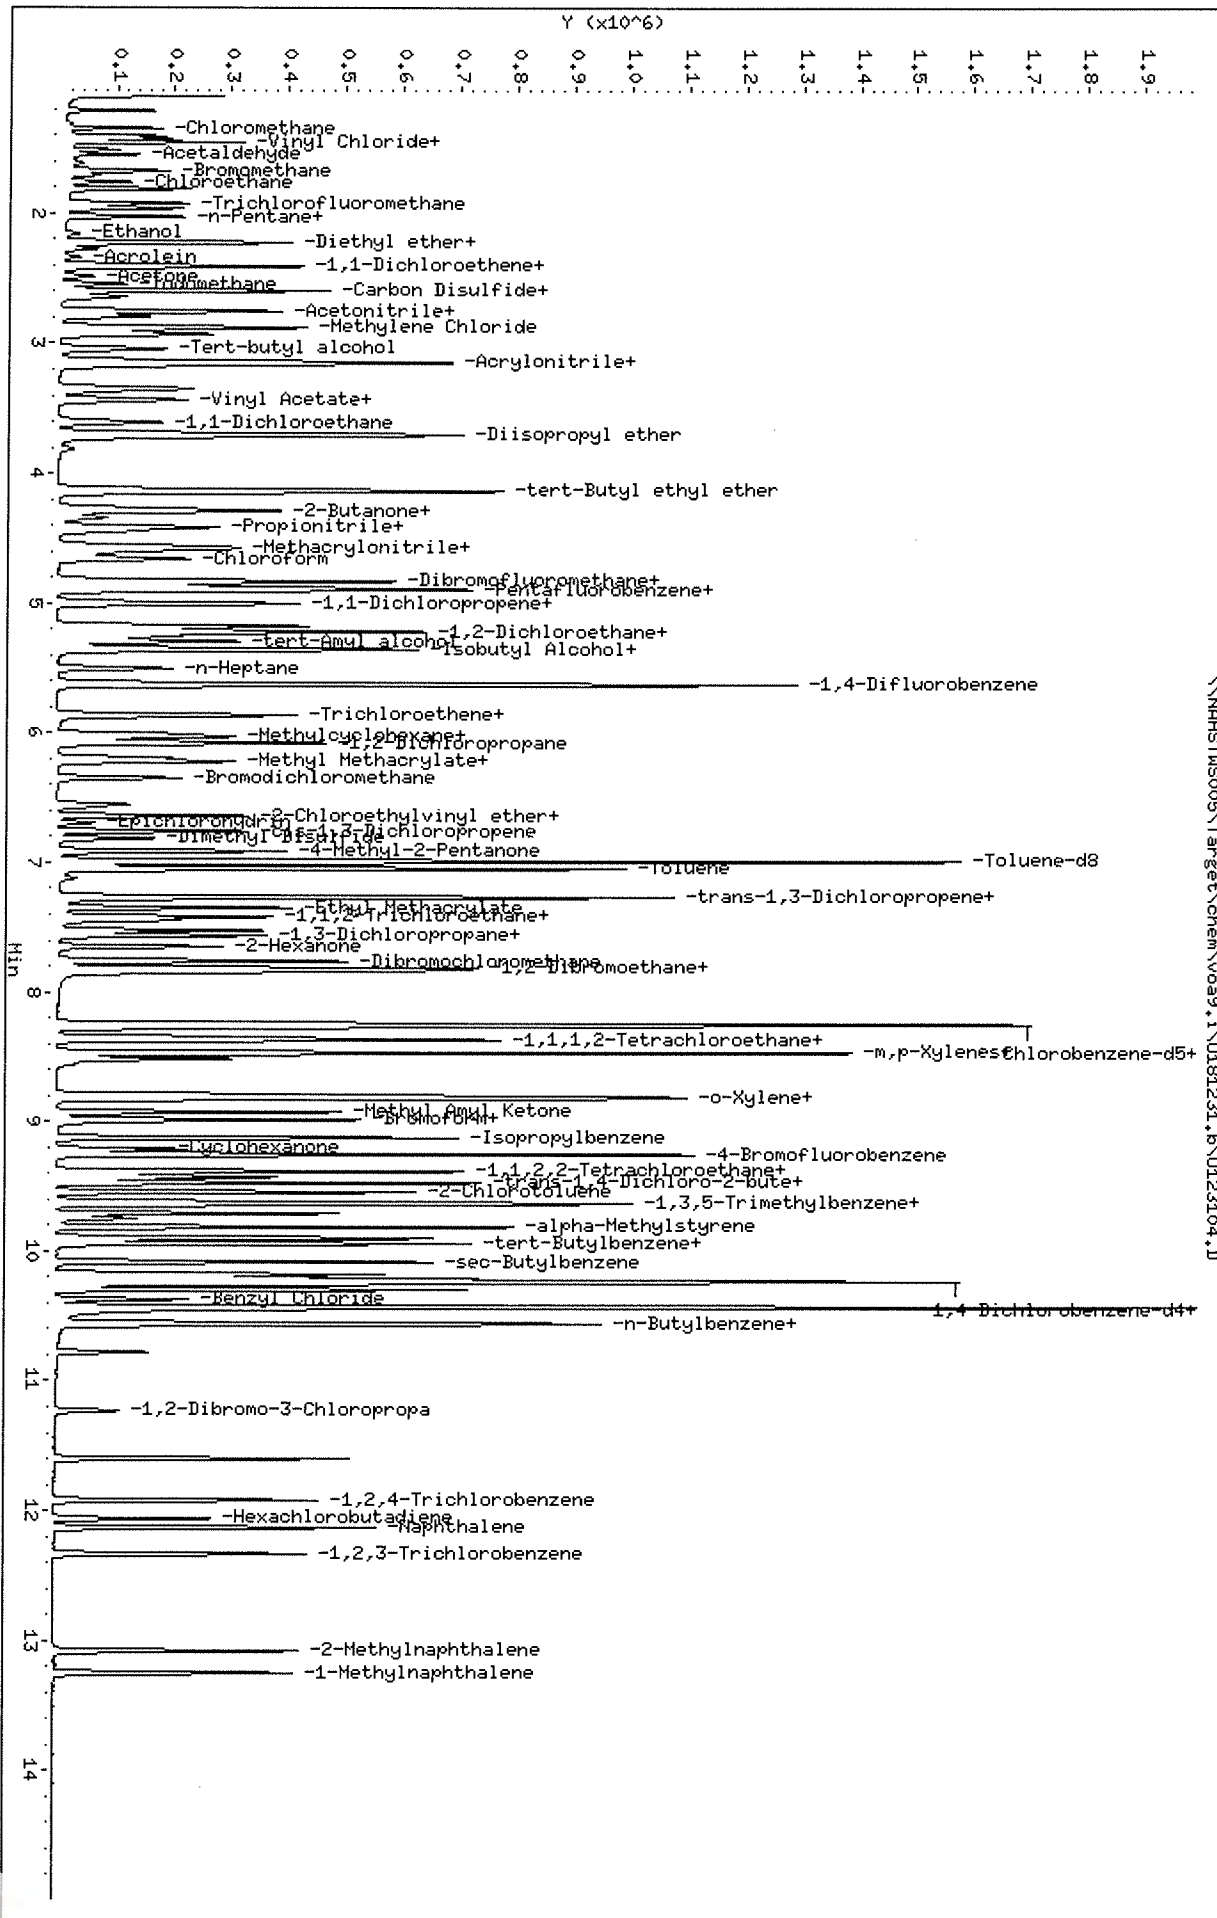 Y (x10^6)
0.1
0.2
0.3
0.4
0.5
0.6
0.7
0.8
0.9
1.0
1.1
1.2
1.3
1.4
1.5
1.6
1.7
1.8
1.9
-Chloromethane
-Vinyl Chloride+
-Acetaldehyde
-Bromomethane
-Chloroethane
-Trichlorofluoromethane
2
-n-Pentane+
-Ethanol
-Diethyl ether+
-Acrolein
-1,1-Dichloroethene+
-Acetone
-Iodomethane
-Carbon Disulfide+
-Acetonitrile+
-Methylene Chloride
3
-Tert-butyl alcohol
-Acrylonitrile+
-Vinyl Acetate+
-1,1-Dichloroethane
-Diisopropyl ether
4
-tert-Butyl ethyl ether
-2-Butanone+
-Propionitrile+
-Methacrylonitrile+
-Chloroform
-Dibromofluoromethane+
-Pentafluorobenzene+
5
-1,1-Dichloropropene+
-1,2-Dichloroethane+
-tert-Amyl alcohol
-Isobutyl Alcohol+
-n-Heptane
-1,4-Difluorobenzene
-Trichloroethene+
6
-Methylcyclohexane+
-1,2-Dichloropropane
-Methyl Methacrylate+
-Bromodichloromethane
-2-Chloroethylvinyl ether+
-Epichlorohydrin
-cis-1,3-Dichloropropene
-Dimethyl Disulfide
-4-Methyl-2-Pentanone
7
-Toluene-d8
-Toluene
-trans-1,3-Dichloropropene+
-Ethyl Methacrylate
-1,1,2-Trichloroethane+
-1,3-Dichloropropane+
-2-Hexanone
-Dibromochloromethane
-1,2-Dibromoethane+
Min
8
-1,1,1,2-Tetrachloroethane+
-m,p-Xylenes+
Chlorobenzene-d5+
-o-Xylene+
-Methyl Amyl Ketone
-Bromoform+
9
-Isopropylbenzene
-Cyclohexanone
-4-Bromofluorobenzene
-1,1,2,2-Tetrachloroethane+
-trans-1,4-Dichloro-2-bute+
-2-Chlorotoluene
-1,3,5-Trimethylbenzene+
-alpha-Methylstyrene
-tert-Butylbenzene+
10
-sec-Butylbenzene
-Benzyl Chloride
1,4-Dichlorobenzene-d4+
-n-Butylbenzene+
11
-1,2-Dibromo-3-Chloropropa
-1,2,4-Trichlorobenzene
12
-Hexachlorobutadiene
-Naphthalene
-1,2,3-Trichlorobenzene
13
-2-Methylnaphthalene
-1-Methylnaphthalene
14